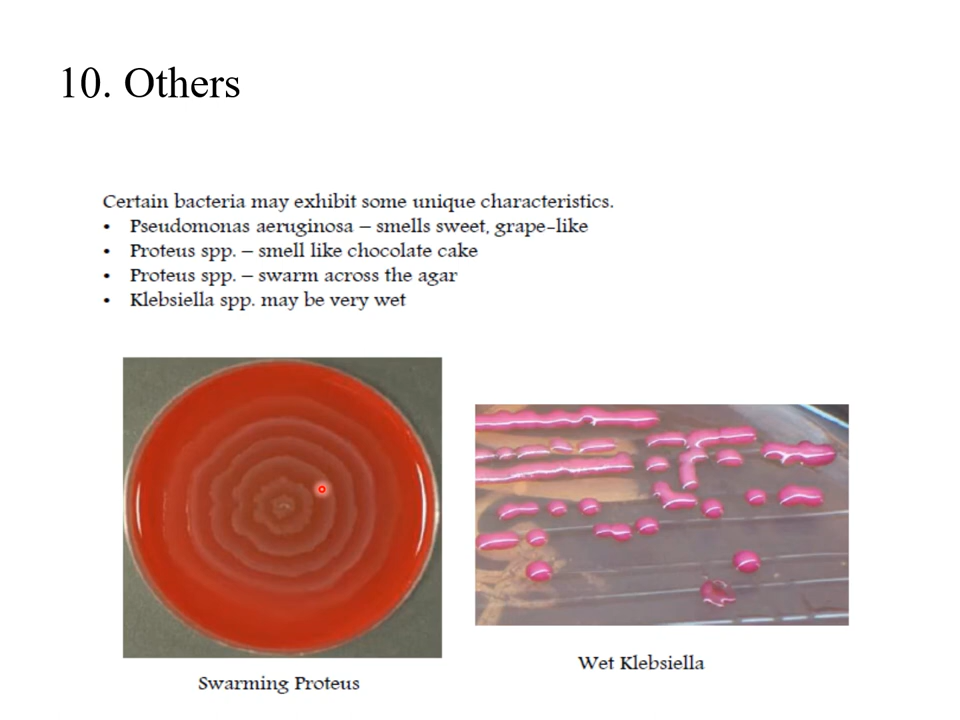 10. Others
Certain bacteria may exhibit some unique characteristics.
• Pseudomonas aeruginosa – smells sweet, grape-like
• Proteus spp. – smell like chocolate cake
• Proteus spp. – swarm across the agar
• Klebsiella spp. may be very wet
Wet Klebsiella
Swarming Proteus